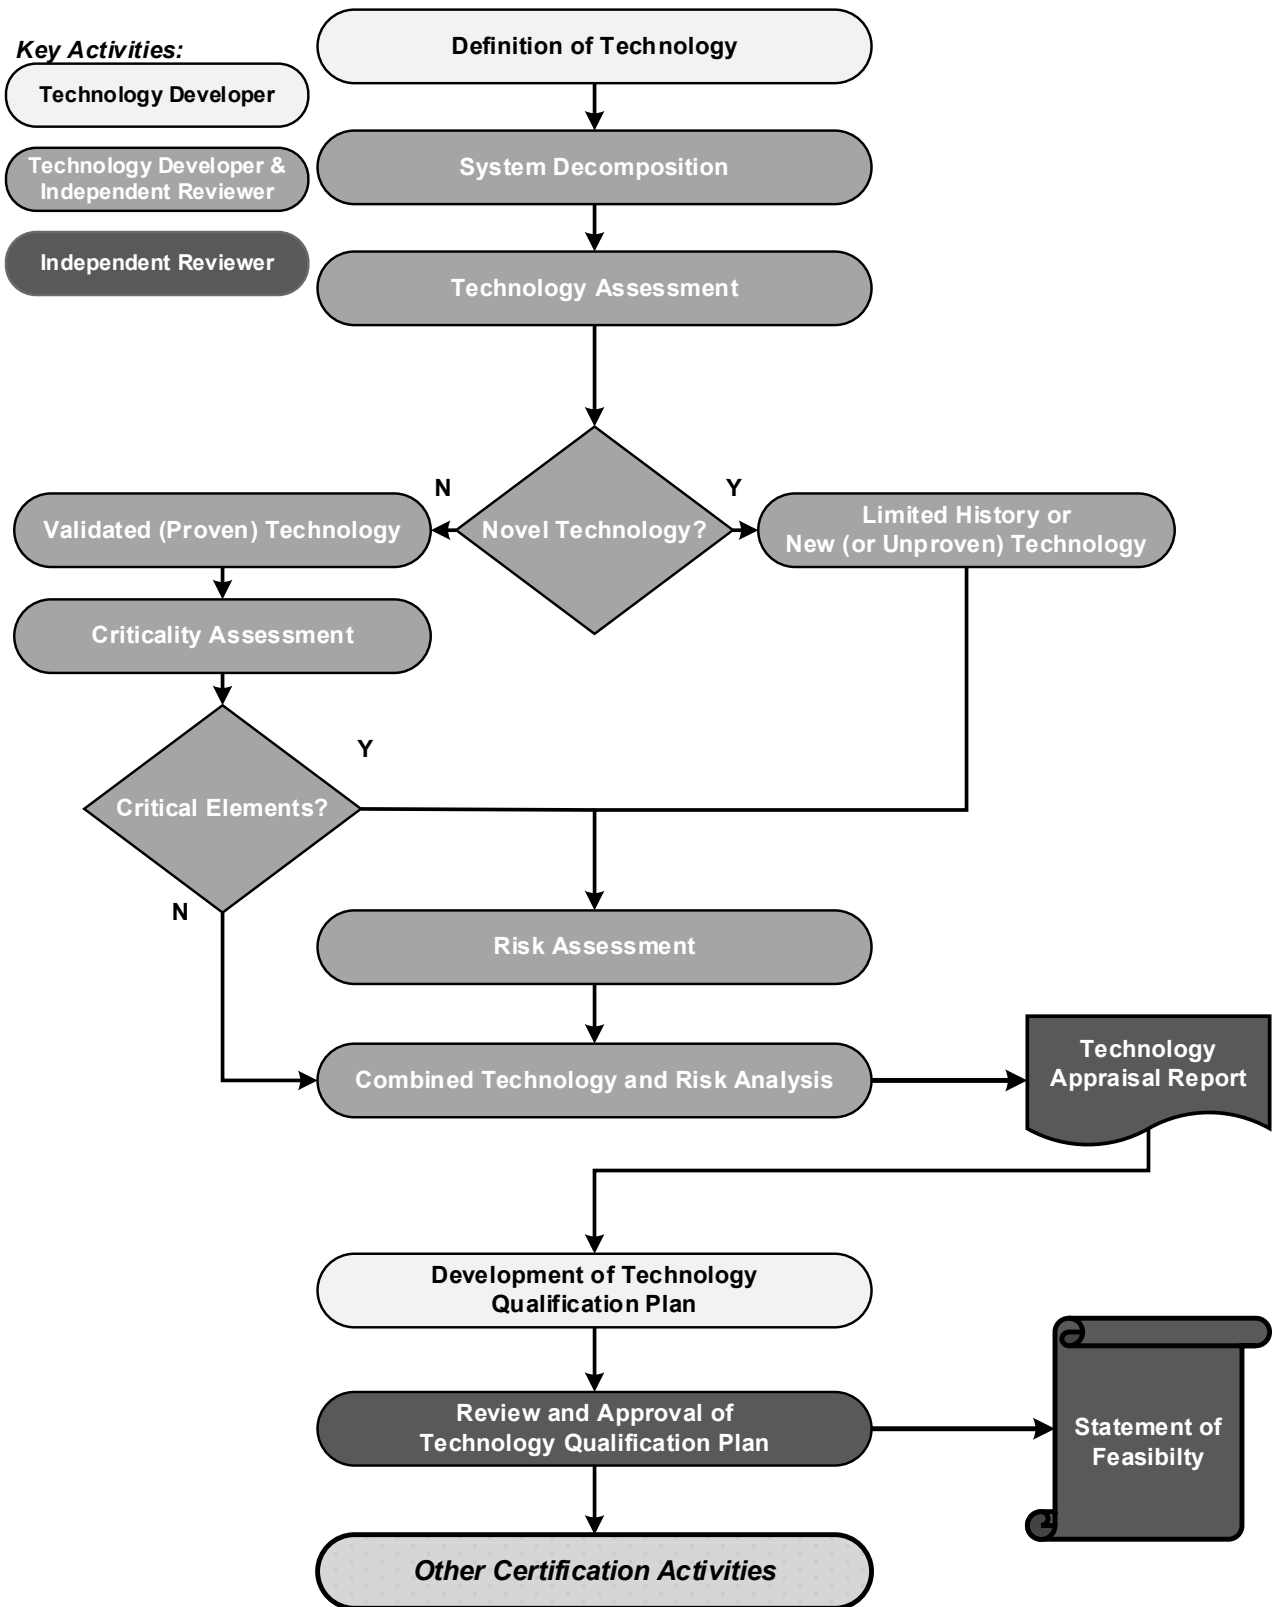 Key Activities:
Technology Developer
Technology Developer &
Independent Reviewer
Independent Reviewer
Definition of Technology
System Decomposition
Technology Assessment
Novel Technology?
N
Y
Validated (Proven) Technology
Limited History or
New (or Unproven) Technology
Criticality Assessment
Critical Elements?
Y
N
Risk Assessment
Combined Technology and Risk Analysis
Technology
Appraisal Report
Development of Technology
Qualification Plan
Review and Approval of
Technology Qualification Plan
Statement of
Feasibilty
Other Certification Activities